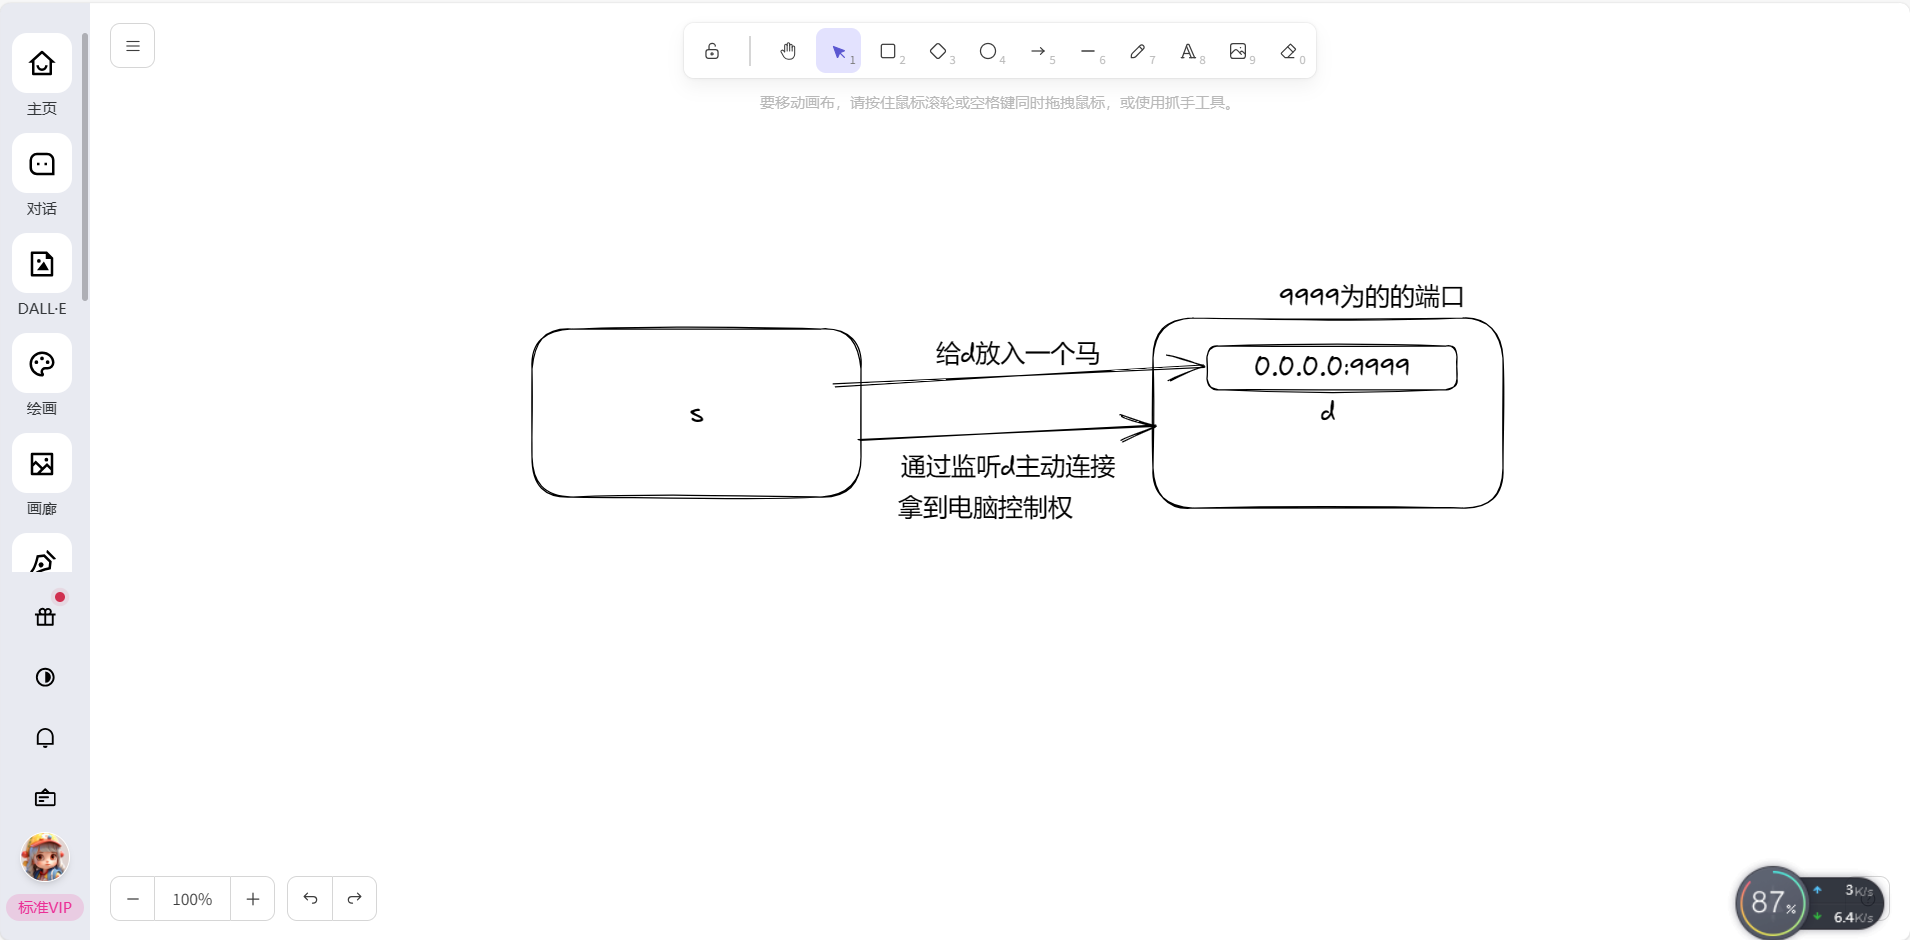 主页
对话
DALL·E
绘画
画廊
标准VIP
1
2
3
4
5
6
7
8
9
0
要移动画布，请按住鼠标滚轮或空格键同时拖拽鼠标，或使用抓手工具。
9999为的的端口
给d放入一个马
0.0.0.0:9999
s
d
通过监听d主动连接
拿到电脑控制权
100%
87%
3K/s
6.4K/s